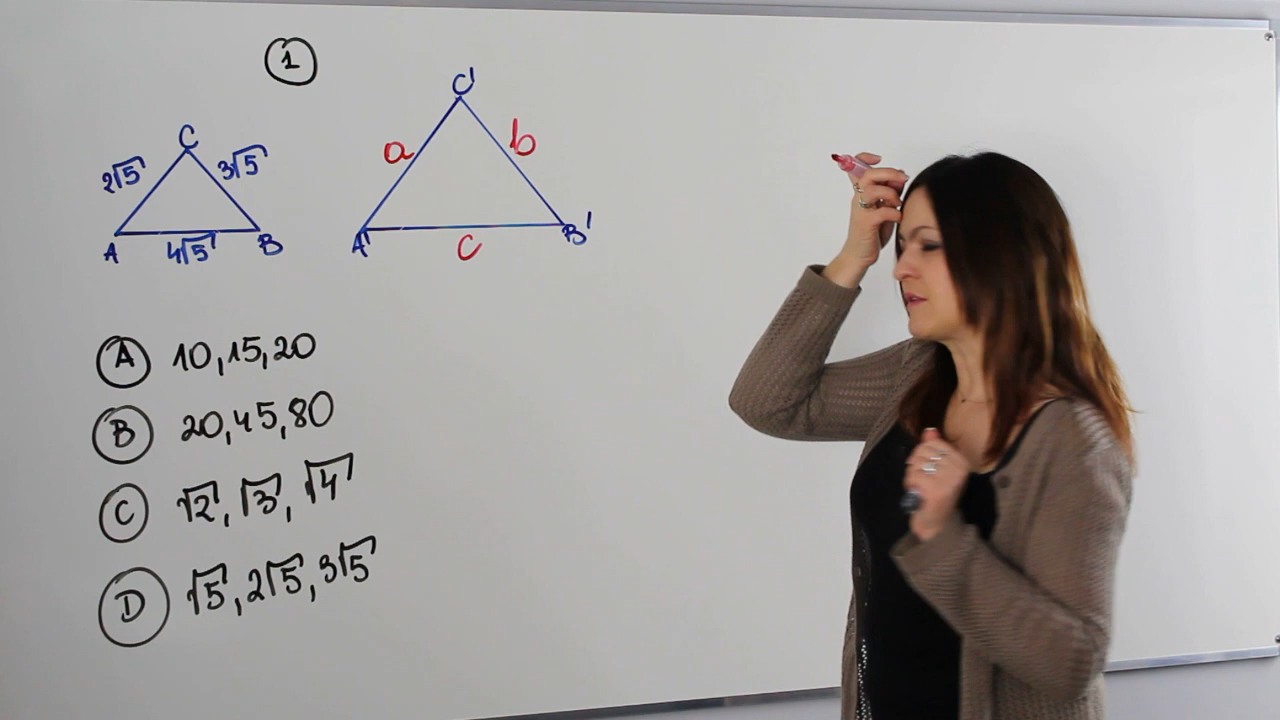 1
C
2√5
3√5
A
4√5
B
C'
a
b
A'
c
B'
A 10, 15, 20
B 20, 45, 80
C √2, √3, √4
D √5, 2√5, 3√5